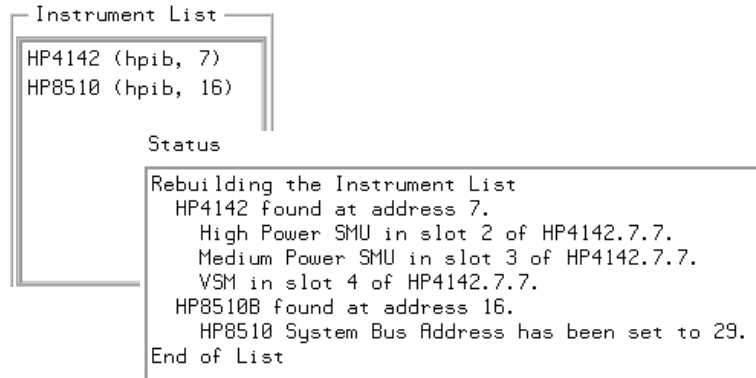 Instrument List
HP4142 (hpib, 7)
HP8510 (hpib, 16)
Status
Rebuilding the Instrument List
HP4142 found at address 7.
High Power SMU in slot 2 of HP4142.7.7.
Medium Power SMU in slot 3 of HP4142.7.7.
VSM in slot 4 of HP4142.7.7.
HP8510B found at address 16.
HP8510 System Bus Address has been set to 29.
End of List